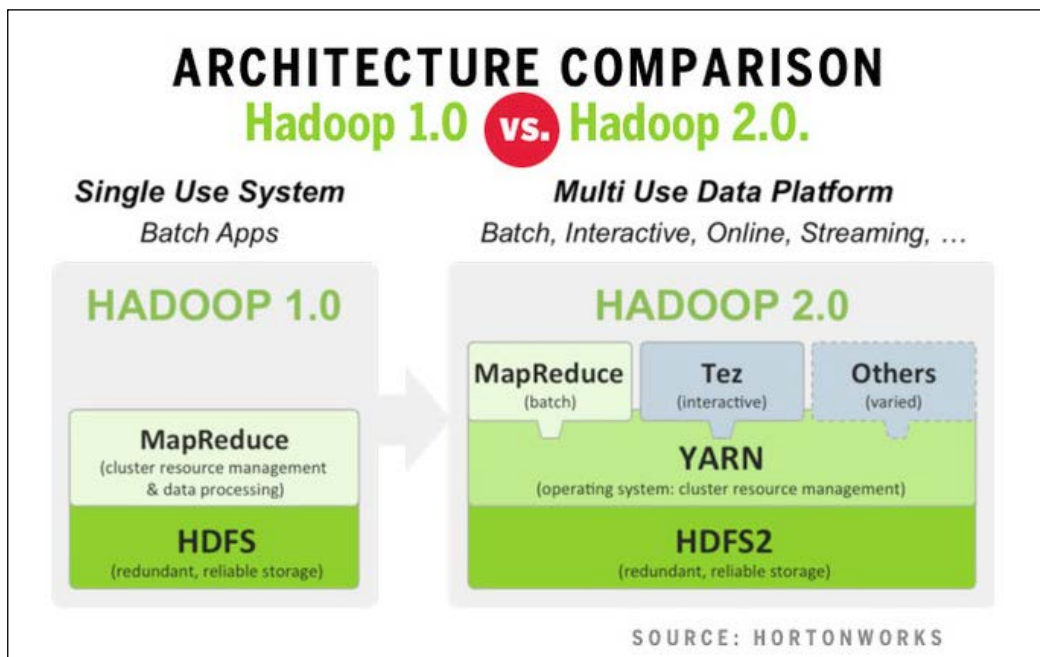 ARCHITECTURE COMPARISON
Hadoop 1.0 vs. Hadoop 2.0.
Single Use System
Batch Apps
HADOOP 1.0
MapReduce
(cluster resource management
& data processing)
HDFS
(redundant, reliable storage)
Multi Use Data Platform
Batch, Interactive, Online, Streaming, …
HADOOP 2.0
MapReduce
(batch)
Tez
(interactive)
Others
(varied)
YARN
(operating system: cluster resource management)
HDFS2
(redundant, reliable storage)
SOURCE: HORTONWORKS